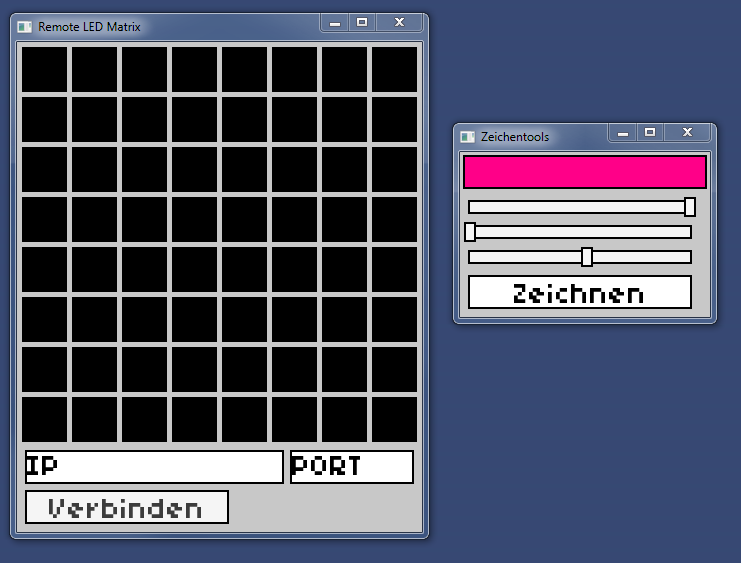 Remote LED Matrix
IP
PORT
Verbinden
Zeichentools
Zeichnen